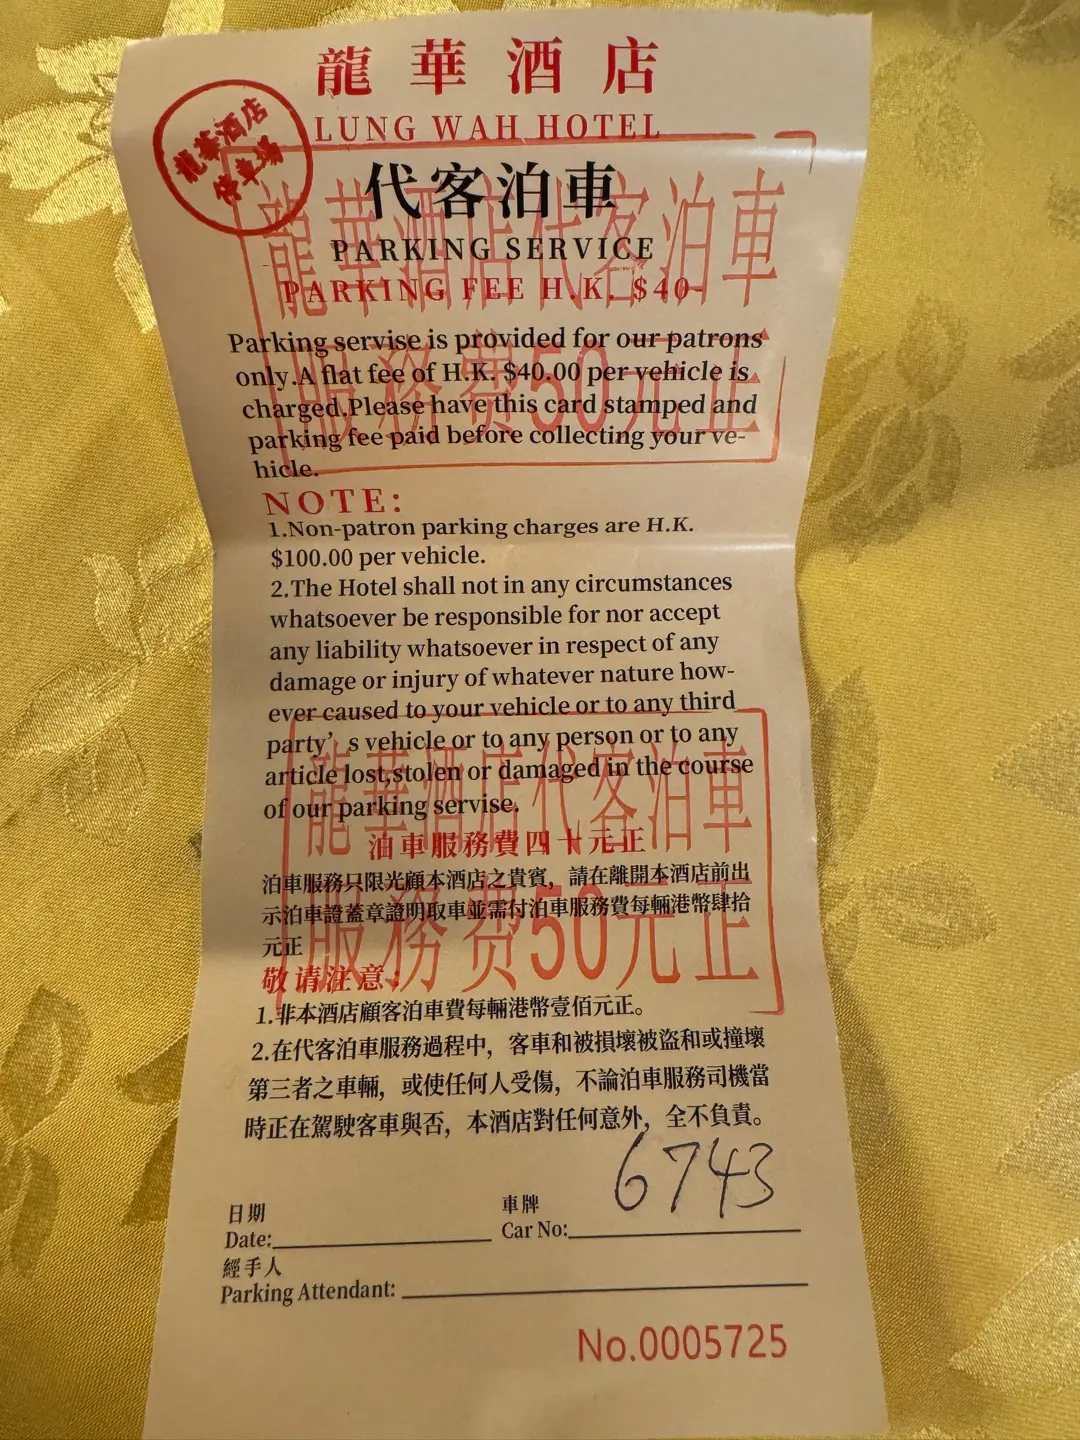 龍華酒店
LUNG WAH HOTEL
龍華酒店
停車場
代客泊車
PARKING SERVICE
PARKING FEE H.K. $40-
龍華酒店代客泊車
服務费50元正
Parking servise is provided for our patrons
only.A flat fee of H.K. $40.00 per vehicle is
charged.Please have this card stamped and
parking fee paid before collecting your ve-
hicle.
NOTE:
1.Non-patron parking charges are H.K.
$100.00 per vehicle.
2.The Hotel shall not in any circumstances
whatsoever be responsible for nor accept
any liability whatsoever in respect of any
damage or injury of whatever nature how-
ever caused to your vehicle or to any third
party’s vehicle or to any person or to any
article lost,stolen or damaged in the course
of our parking servise.
龍華酒店代客泊車
服務费50元正
泊車服務費四十元正
泊車服務只限光顧本酒店之貴賓，請在離開本酒店前出
示泊車證蓋章證明取車並需付泊車服務費每輛港幣肆拾
元正
敬请注意：
1.非本酒店顧客泊車費每輛港幣壹佰元正。
2.在代客泊車服務過程中，客車和被損壞被盜和或撞壞
第三者之車輛，或使任何人受傷，不論泊車服務司機當
時正在駕駛客車與否，本酒店對任何意外，全不負責。
6743
日期
Date:
車牌
Car No:
經手人
Parking Attendant:
No.0005725